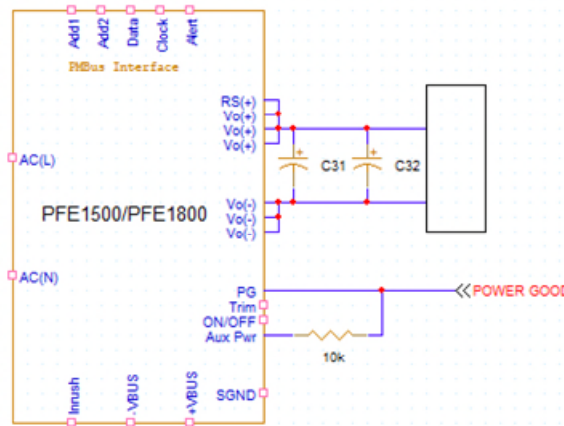 Add1
Add2
Data
Clock
Alert
PMBus Interface
RS(+)
Vo(+)
Vo(+)
Vo(+)
+
C31
+
C32
AC(L)
PFE1500/PFE1800
Vo(-)
Vo(-)
Vo(-)
AC(N)
PG
POWER GOOD
Trim
ON/OFF
Aux Pwr
10k
Inrush
-VBUS
+VBUS
SGND